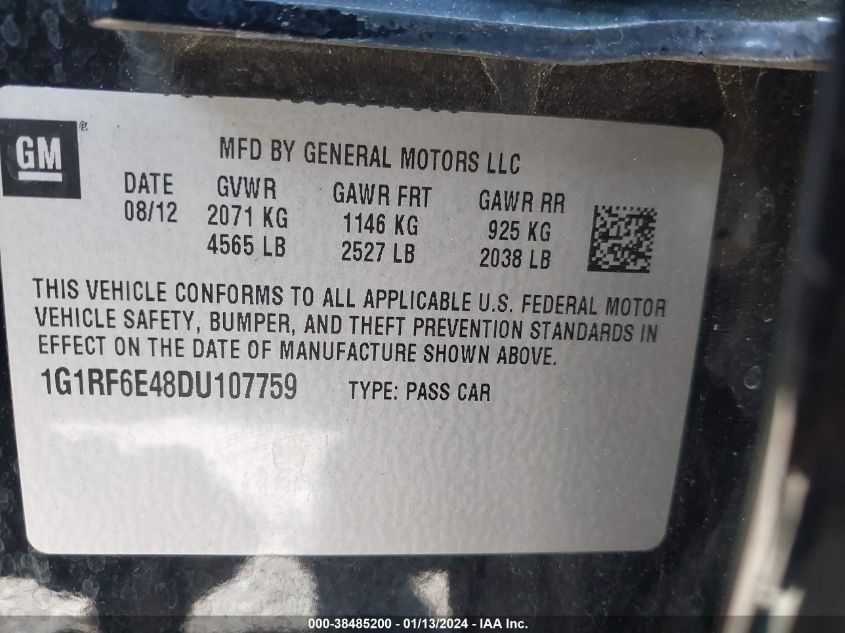 GM®
MFD BY GENERAL MOTORS LLC
DATE GVWR GAWR FRT GAWR RR
08/12 2071 KG 1146 KG 925 KG
4565 LB 2527 LB 2038 LB
THIS VEHICLE CONFORMS TO ALL APPLICABLE U.S. FEDERAL MOTOR
VEHICLE SAFETY, BUMPER, AND THEFT PREVENTION STANDARDS IN
EFFECT ON THE DATE OF MANUFACTURE SHOWN ABOVE.
1G1RF6E48DU107759 TYPE: PASS CAR
000-38485200 - 01/13/2024 - IAA Inc.